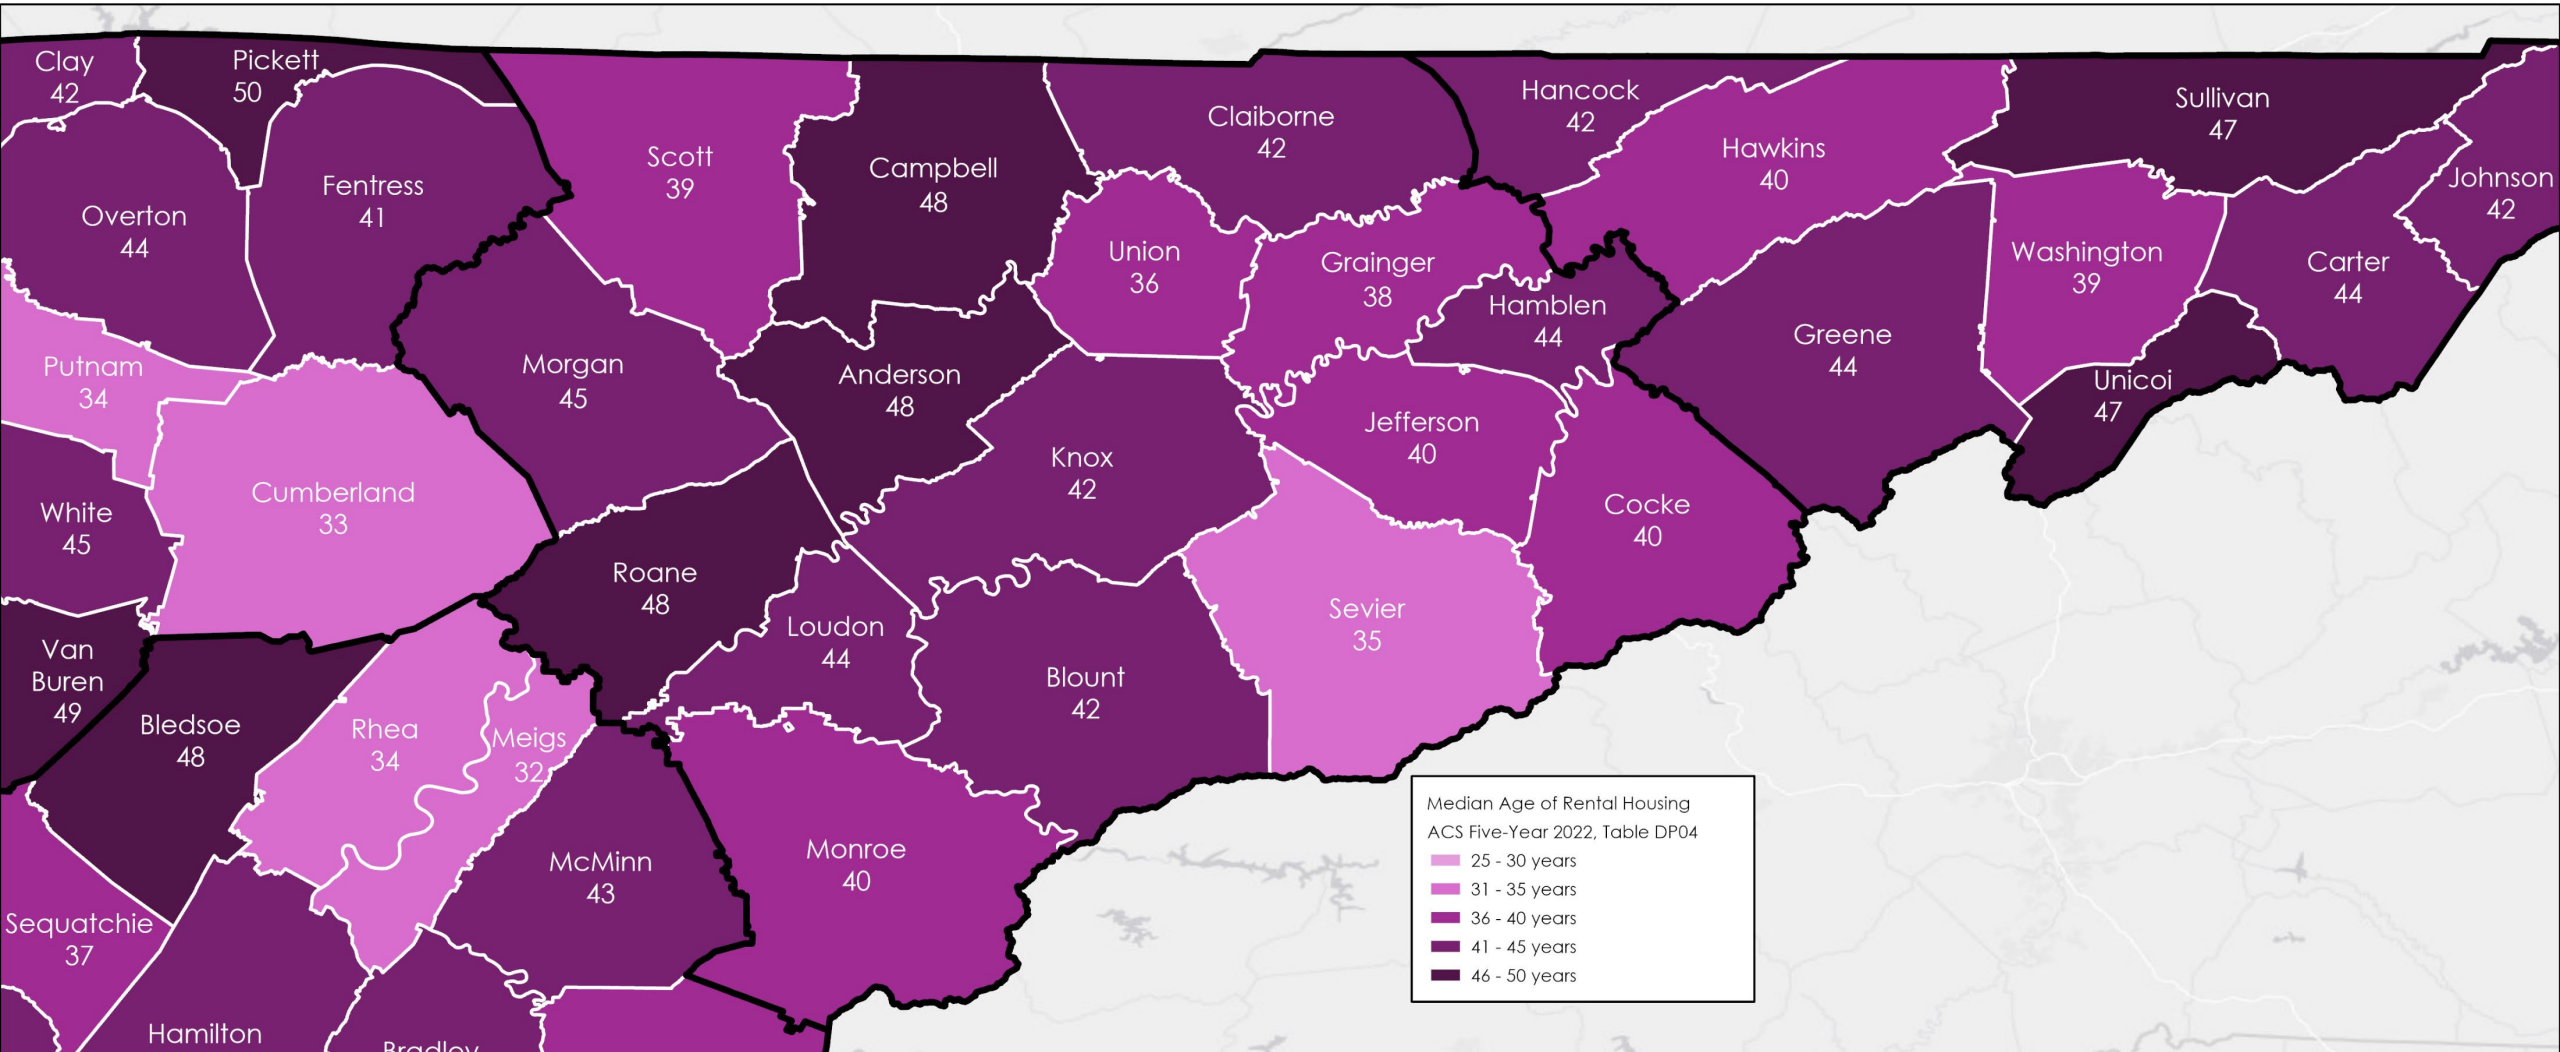 Clay
42
Pickett
50
Overton
44
Fentress
41
Scott
39
Campbell
48
Claiborne
42
Hancock
42
Hawkins
40
Sullivan
47
Johnson
42
Union
36
Grainger
38
Hamblen
44
Greene
44
Washington
39
Carter
44
Unicoi
47
Putnam
34
Morgan
45
Anderson
48
Jefferson
40
Knox
42
Cumberland
33
White
45
Cocke
40
Roane
48
Loudon
44
Sevier
35
Blount
42
Van
Buren
49
Bledsoe
48
Rhea
34
Meigs
32
McMinn
43
Monroe
40
Sequatchie
37
Hamilton
Bradley
Median Age of Rental Housing
ACS Five-Year 2022, Table DP04
25 - 30 years
31 - 35 years
36 - 40 years
41 - 45 years
46 - 50 years